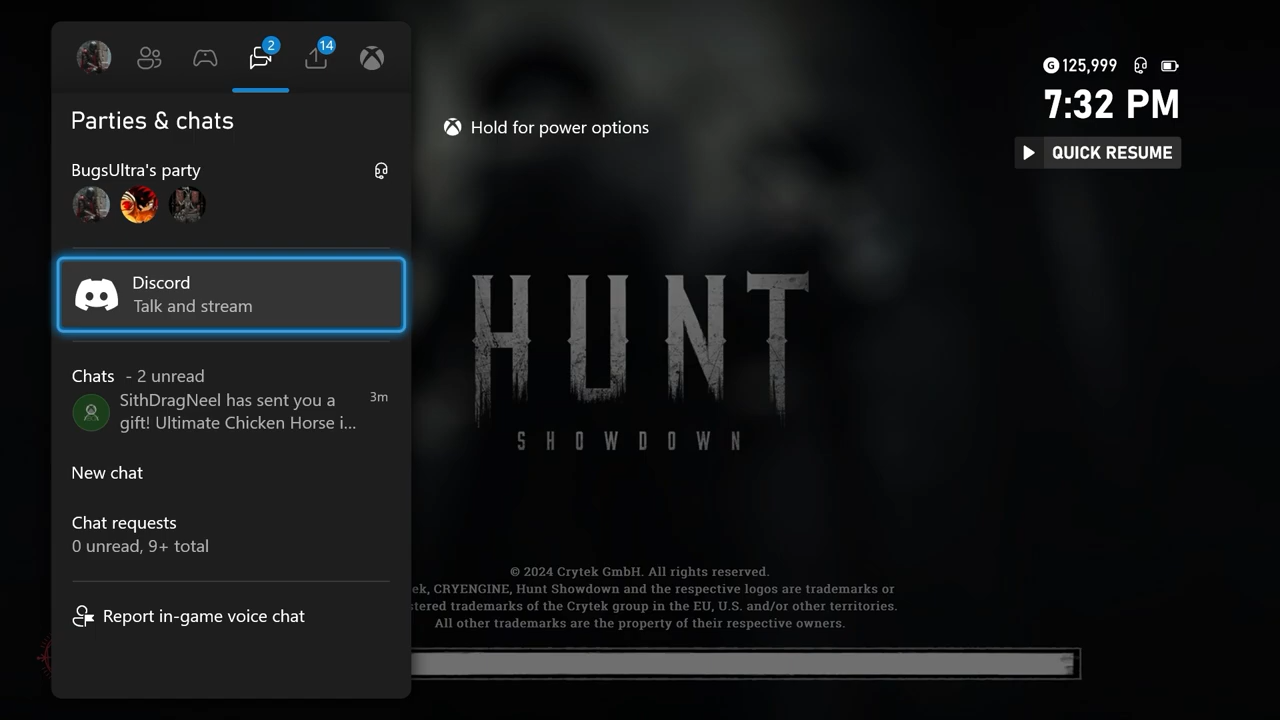 2
14
Parties & chats
BugsUltra's party
Discord
Talk and stream
Chats - 2 unread
SithDragNeel has sent you a
gift! Ultimate Chicken Horse i...
3m
New chat
Chat requests
0 unread, 9+ total
Report in-game voice chat
Hold for power options
G 125,999
7:32 PM
QUICK RESUME
HUNT
SHOWDOWN
© 2024 Crytek GmbH. All rights reserved.
ek, CRYENGINE, Hunt Showdown and the respective logos are trademarks or
stered trademarks of the Crytek group in the EU, U.S. and/or other territories.
All other trademarks are the property of their respective owners.